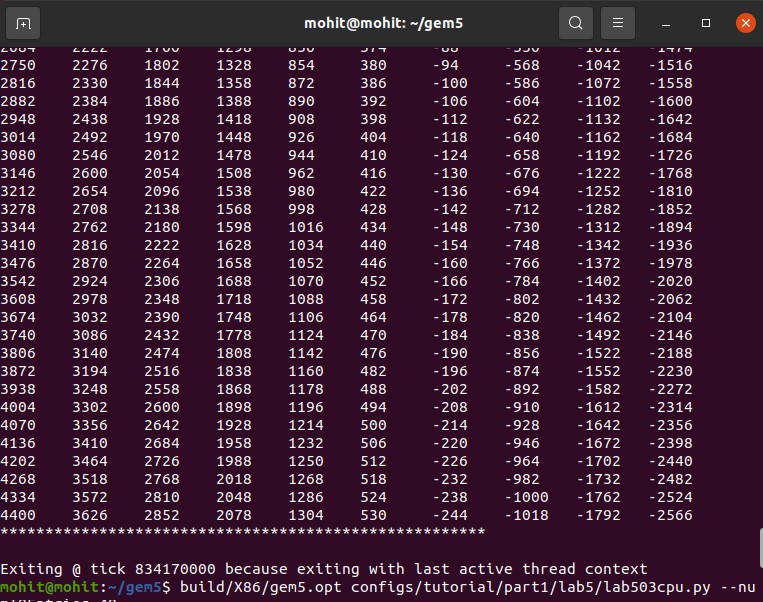 mohit@mohit: ~/gem5
2684 2222 1760 1298 836 374 -88 -550 -1012 -1474
2750 2276 1802 1328 854 380 -94 -568 -1042 -1516
2816 2330 1844 1358 872 386 -100 -586 -1072 -1558
2882 2384 1886 1388 890 392 -106 -604 -1102 -1600
2948 2438 1928 1418 908 398 -112 -622 -1132 -1642
3014 2492 1970 1448 926 404 -118 -640 -1162 -1684
3080 2546 2012 1478 944 410 -124 -658 -1192 -1726
3146 2600 2054 1508 962 416 -130 -676 -1222 -1768
3212 2654 2096 1538 980 422 -136 -694 -1252 -1810
3278 2708 2138 1568 998 428 -142 -712 -1282 -1852
3344 2762 2180 1598 1016 434 -148 -730 -1312 -1894
3410 2816 2222 1628 1034 440 -154 -748 -1342 -1936
3476 2870 2264 1658 1052 446 -160 -766 -1372 -1978
3542 2924 2306 1688 1070 452 -166 -784 -1402 -2020
3608 2978 2348 1718 1088 458 -172 -802 -1432 -2062
3674 3032 2390 1748 1106 464 -178 -820 -1462 -2104
3740 3086 2432 1778 1124 470 -184 -838 -1492 -2146
3806 3140 2474 1808 1142 476 -190 -856 -1522 -2188
3872 3194 2516 1838 1160 482 -196 -874 -1552 -2230
3938 3248 2558 1868 1178 488 -202 -892 -1582 -2272
4004 3302 2600 1898 1196 494 -208 -910 -1612 -2314
4070 3356 2642 1928 1214 500 -214 -928 -1642 -2356
4136 3410 2684 1958 1232 506 -220 -946 -1672 -2398
4202 3464 2726 1988 1250 512 -226 -964 -1702 -2440
4268 3518 2768 2018 1268 518 -232 -982 -1732 -2482
4334 3572 2810 2048 1286 524 -238 -1000 -1762 -2524
4400 3626 2852 2078 1304 530 -244 -1018 -1792 -2566
******************************************************
Exiting @ tick 834170000 because exiting with last active thread context
mohit@mohit:~/gem5$ build/X86/gem5.opt configs/tutorial/part1/lab5/lab503cpu.py --nu